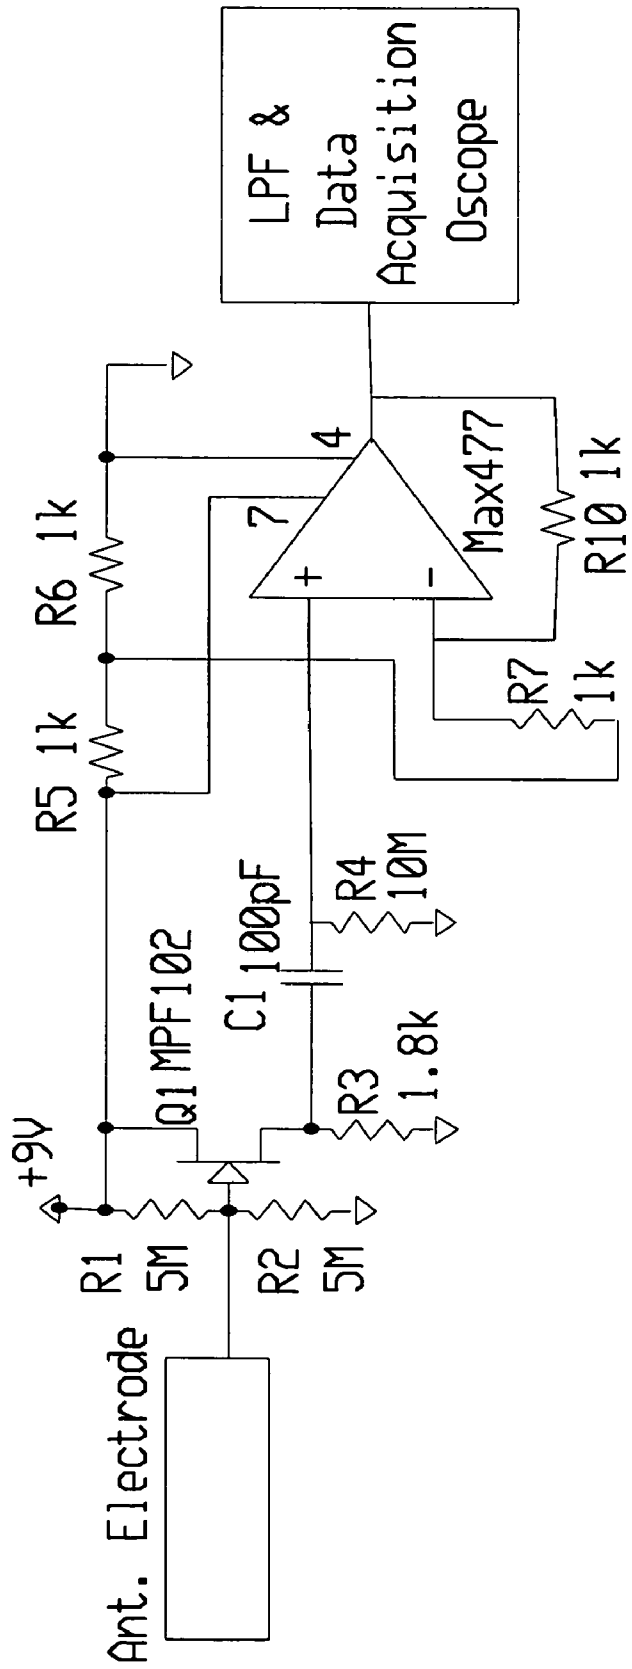 Ant. Electrode
+9V
R1
5M
R2
5M
Q1 MPF102
R3
1.8k
C1 100pF
R4
10M
R5 1k
R6 1k
7
4
+
-
Max477
R7
1k
R10 1k
LPF &
Data
Acquisition
Oscope